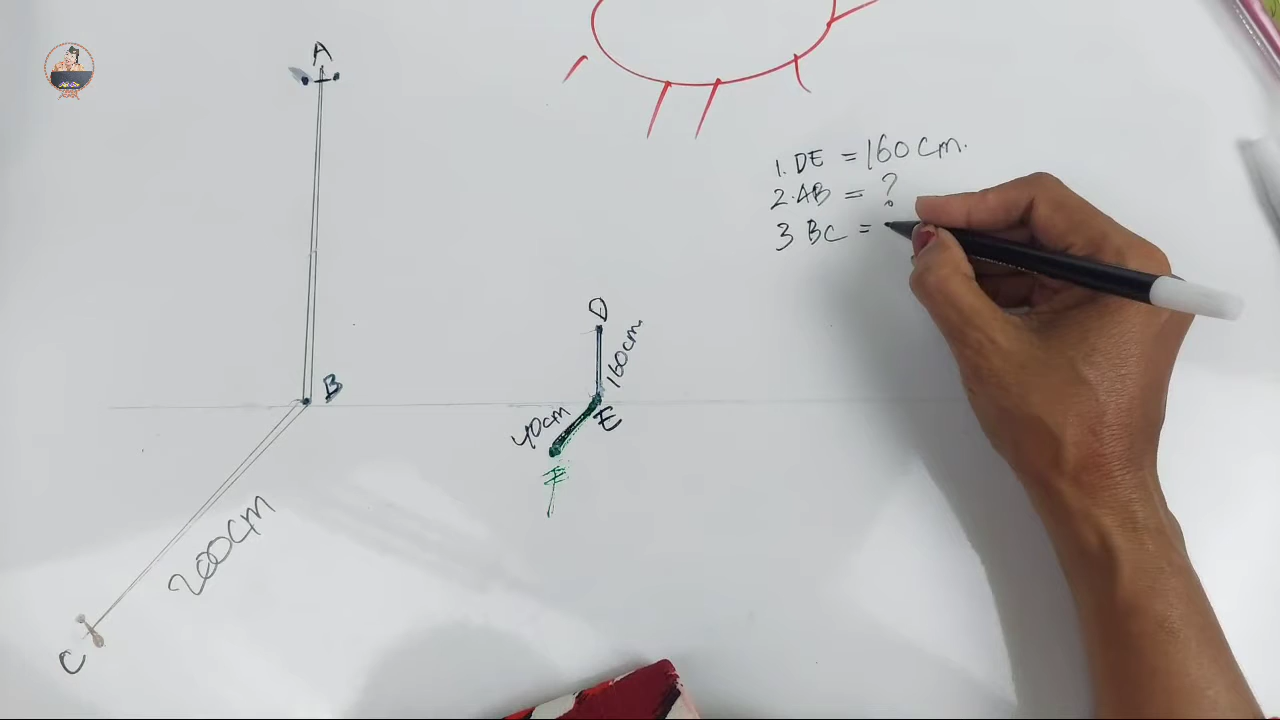 A
1. DE = 160 cm.
2. AB = ?
3 BC =
D
160cm.
B
40cm
E
F
200CM
C